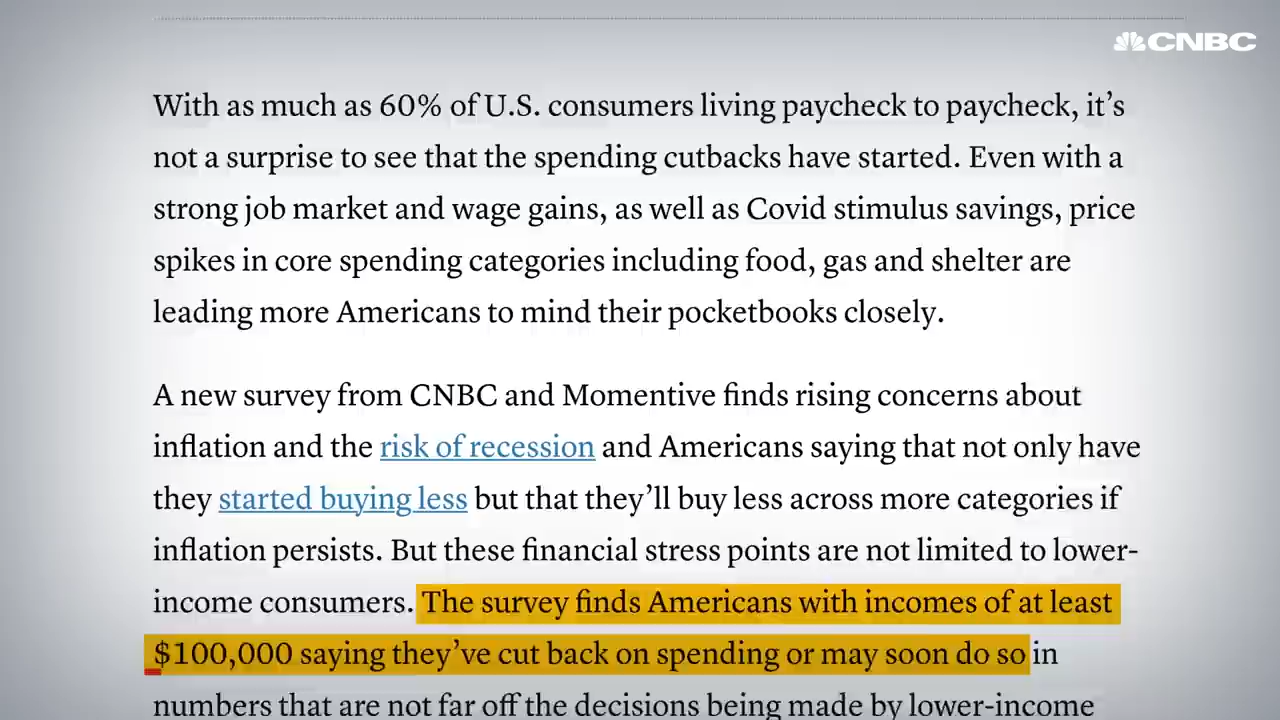 CNBC
With as much as 60% of U.S. consumers living paycheck to paycheck, it’s
not a surprise to see that the spending cutbacks have started. Even with a
strong job market and wage gains, as well as Covid stimulus savings, price
spikes in core spending categories including food, gas and shelter are
leading more Americans to mind their pocketbooks closely.
A new survey from CNBC and Momentive finds rising concerns about
inflation and the risk of recession and Americans saying that not only have
they started buying less but that they’ll buy less across more categories if
inflation persists. But these financial stress points are not limited to lower-
income consumers. The survey finds Americans with incomes of at least
$100,000 saying they’ve cut back on spending or may soon do so in
numbers that are not far off the decisions being made by lower-income